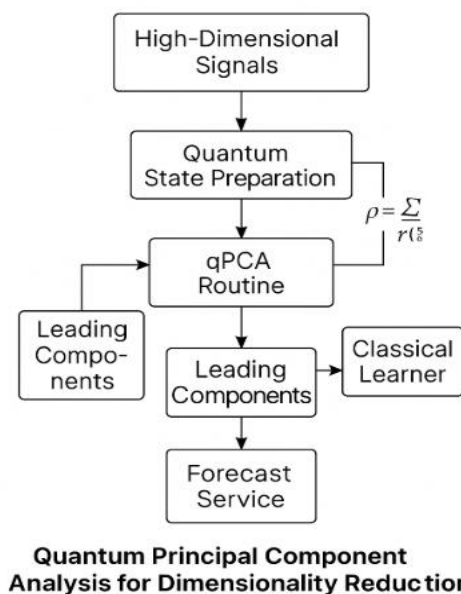 High-Dimensional
Signals
Quantum
State Preparation
ρ = Σ
r(
qPCA
Routine
Leading
Compo-
nents
Leading
Components
Classical
Learner
Forecast
Service
Quantum Principal Component
Analysis for Dimensionality Reduction